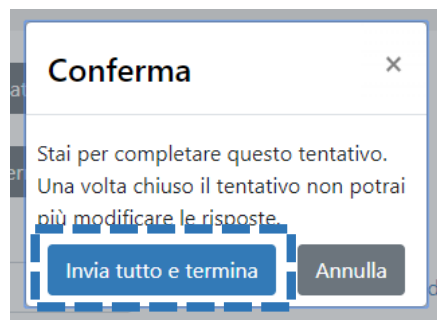 Conferma ×
Stai per completare questo tentativo.
Una volta chiuso il tentativo non potrai
più modificare le risposte.
Invia tutto e termina Annulla